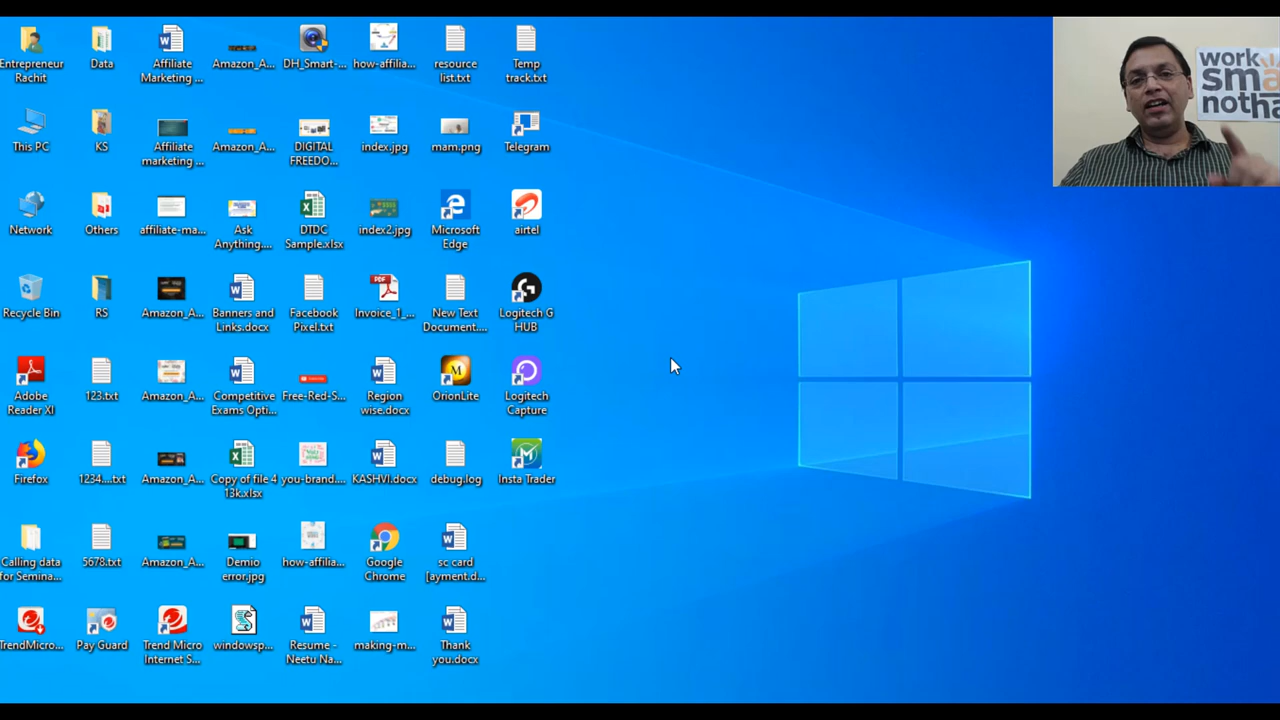 work
sma
notha
Entrepreneur
Rachit
Data
Affiliate
Marketing ...
Amazon_A...
DH_Smart-...
how-affilia...
resource
list.txt
Temp
track.txt
This PC
KS
Affiliate
marketing ...
Amazon_A...
DIGITAL
FREEDO...
index.jpg
mam.png
Telegram
Network
Others
affiliate-ma...
Ask
Anything....
DTDC
Sample.xlsx
index2.jpg
Microsoft
Edge
airtel
Recycle Bin
RS
Amazon_A...
Banners and
Links.docx
Facebook
Pixel.txt
Invoice_1_...
New Text
Document....
Logitech G
HUB
Adobe
Reader XI
123.txt
Amazon_A...
Competitive
Exams Opti...
Free-Red-S...
Region
wise.docx
OrionLite
Logitech
Capture
Firefox
1234....txt
Amazon_A...
Copy of file 4
13k.xlsx
you-brand....
KASHVI.docx
debug.log
Insta Trader
Calling data
for Semina...
5678.txt
Amazon_A...
Demio
error.jpg
how-affilia...
Google
Chrome
sc card
[ayment.d...
TrendMicro...
Pay Guard
Trend Micro
Internet S...
windowsp...
Resume -
Neetu Na...
making-m...
Thank
you.docx